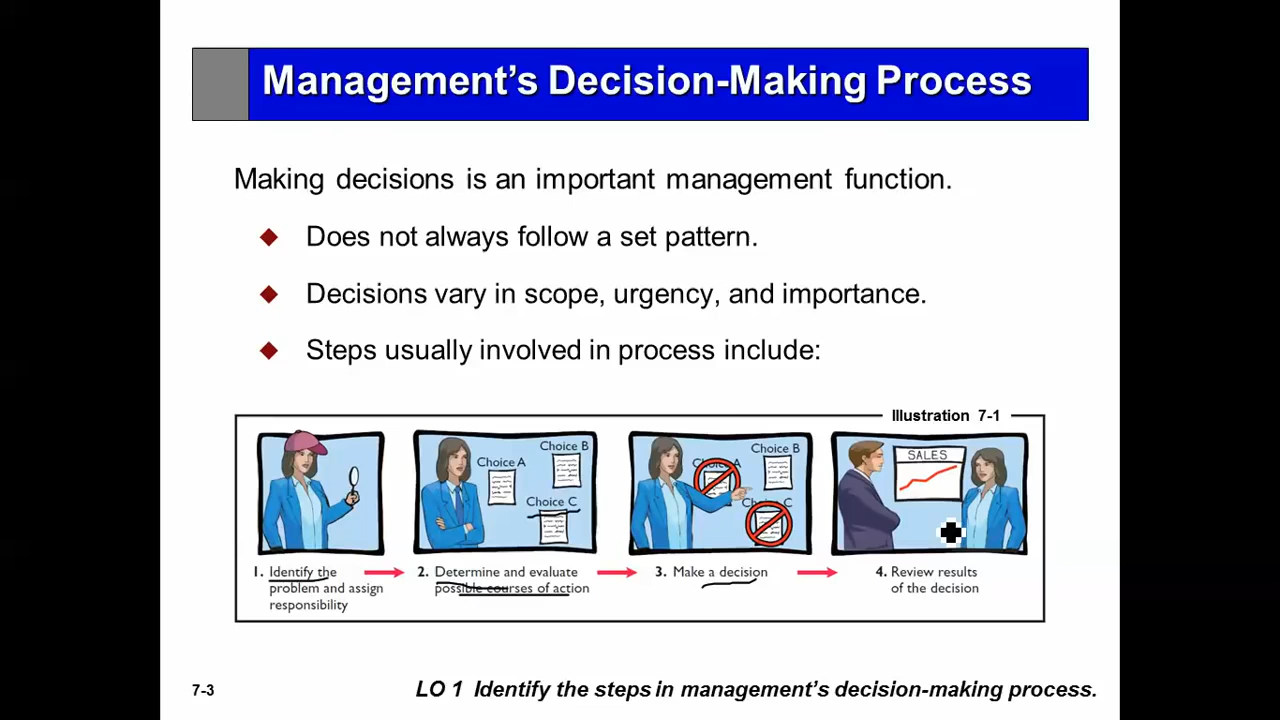 Management's Decision-Making Process
Making decisions is an important management function.
Does not always follow a set pattern.
Decisions vary in scope, urgency, and importance.
Steps usually involved in process include:
Illustration 7-1
Choice A
Choice B
Choice C
Choice A
Choice B
Choice C
SALES
1. Identify the
problem and assign
responsibility
2. Determine and evaluate
possible courses of action
3. Make a decision
4. Review results
of the decision
7-3
LO 1 Identify the steps in management's decision-making process.